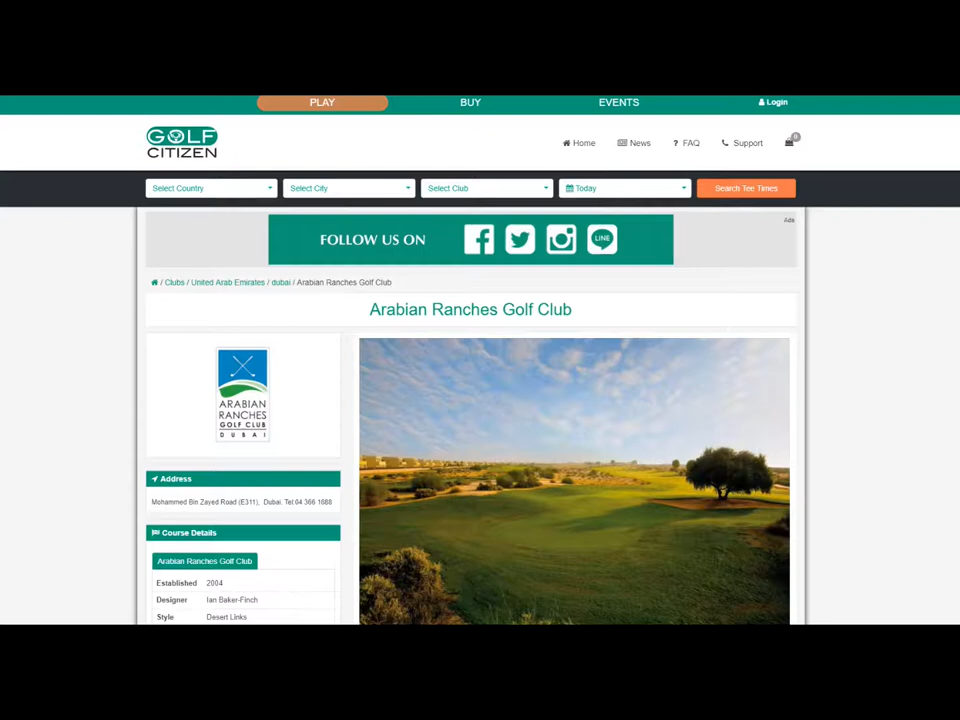 PLAY BUY EVENTS Login
GOLF
CITIZEN
Home News ? FAQ Support 0
Select Country Select City Select Club Today Search Tee Times
Ads
FOLLOW US ON LINE
/ Clubs / United Arab Emirates / dubai / Arabian Ranches Golf Club
Arabian Ranches Golf Club
ARABIAN
RANCHES
GOLF CLUB
DUBAI
Address
Mohammed Bin Zayed Road (E311), Dubai. Tel.04 366 1688
Course Details
Arabian Ranches Golf Club
Established 2004
Designer Ian Baker-Finch
Style Desert Links